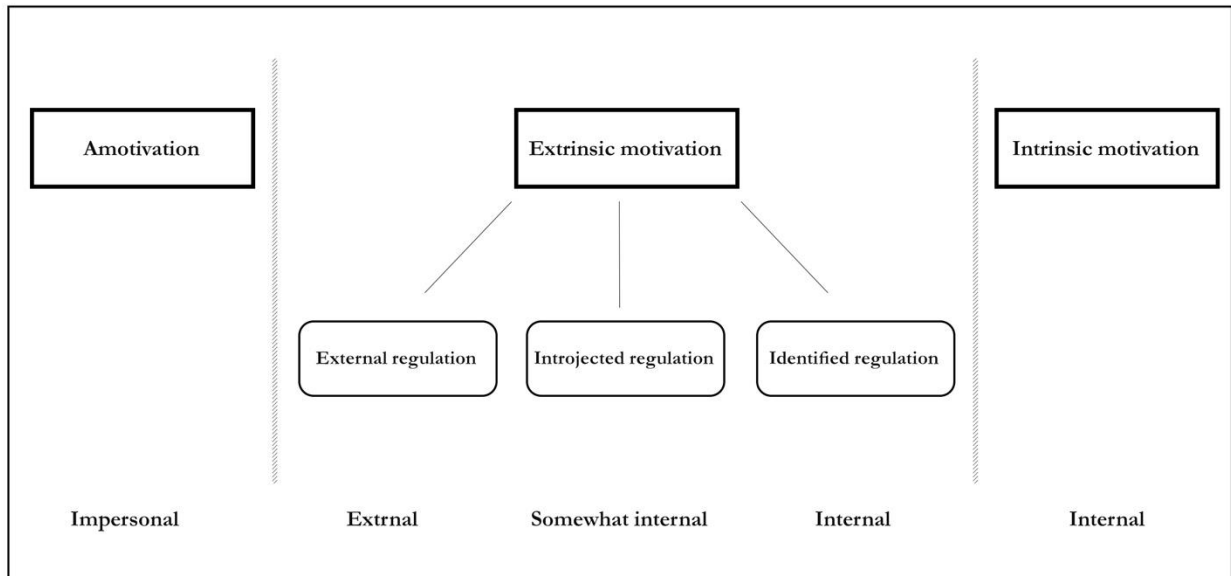 Amotivation
Extrinsic motivation
Intrinsic motivation
External regulation
Introjected regulation
Identified regulation
Impersonal
Extrnal
Somewhat internal
Internal
Internal